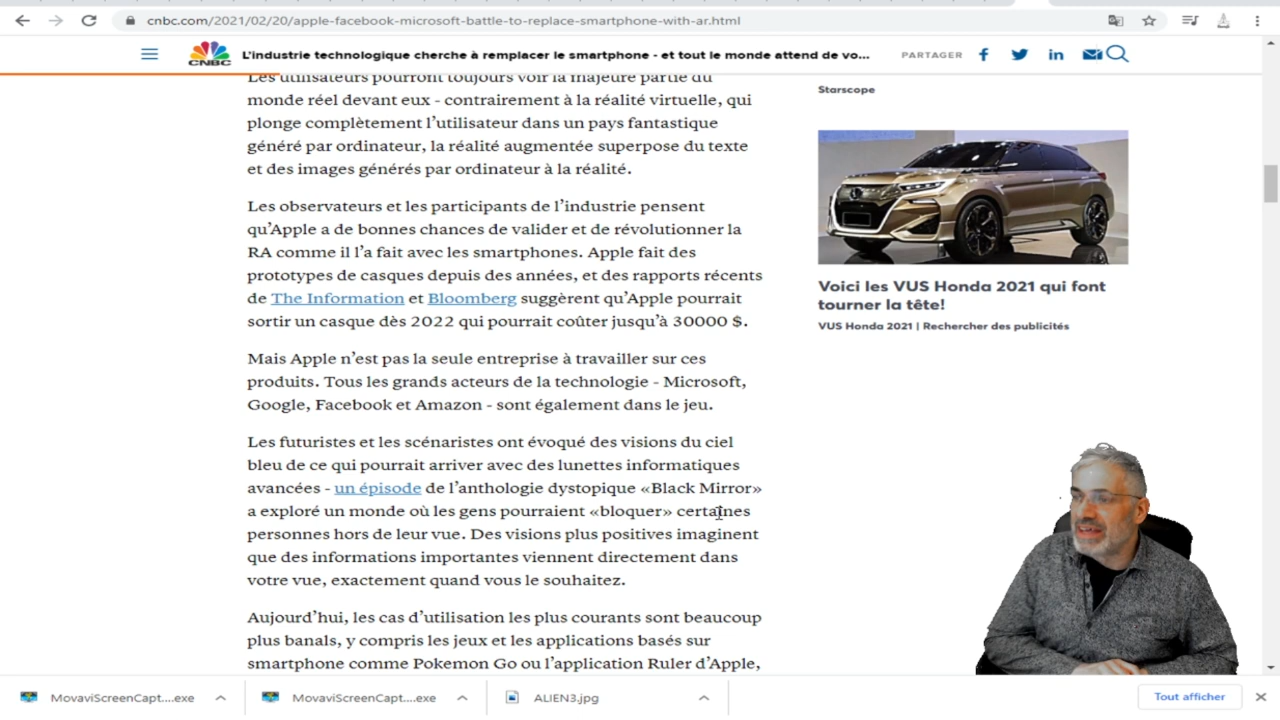 cnbc.com/2021/02/20/apple-facebook-microsoft-battle-to-replace-smartphone-with-ar.html
CNBC
L'industrie technologique cherche à remplacer le smartphone - et tout le monde attend de vo...
PARTAGER
Les utilisateurs pourront toujours voir la majeure partie du
monde réel devant eux - contrairement à la réalité virtuelle, qui
plonge complètement l'utilisateur dans un pays fantastique
généré par ordinateur, la réalité augmentée superpose du texte
et des images générés par ordinateur à la réalité.
Les observateurs et les participants de l'industrie pensent
qu'Apple a de bonnes chances de valider et de révolutionner la
RA comme il l'a fait avec les smartphones. Apple fait des
prototypes de casques depuis des années, et des rapports récents
de The Information et Bloomberg suggèrent qu'Apple pourrait
sortir un casque dès 2022 qui pourrait coûter jusqu'à 30000 $.
Mais Apple n'est pas la seule entreprise à travailler sur ces
produits. Tous les grands acteurs de la technologie - Microsoft,
Google, Facebook et Amazon - sont également dans le jeu.
Les futuristes et les scénaristes ont évoqué des visions du ciel
bleu de ce qui pourrait arriver avec des lunettes informatiques
avancées - un épisode de l'anthologie dystopique «Black Mirror»
a exploré un monde où les gens pourraient «bloquer» certaines
personnes hors de leur vue. Des visions plus positives imaginent
que des informations importantes viennent directement dans
votre vue, exactement quand vous le souhaitez.
Aujourd'hui, les cas d'utilisation les plus courants sont beaucoup
plus banals, y compris les jeux et les applications basés sur
smartphone comme Pokemon Go ou l'application Ruler d'Apple,
Starscope
Voici les VUS Honda 2021 qui font
tourner la tête!
VUS Honda 2021 | Rechercher des publicités
MovaviScreenCapt....exe
MovaviScreenCapt....exe
ALIEN3.jpg
Tout afficher